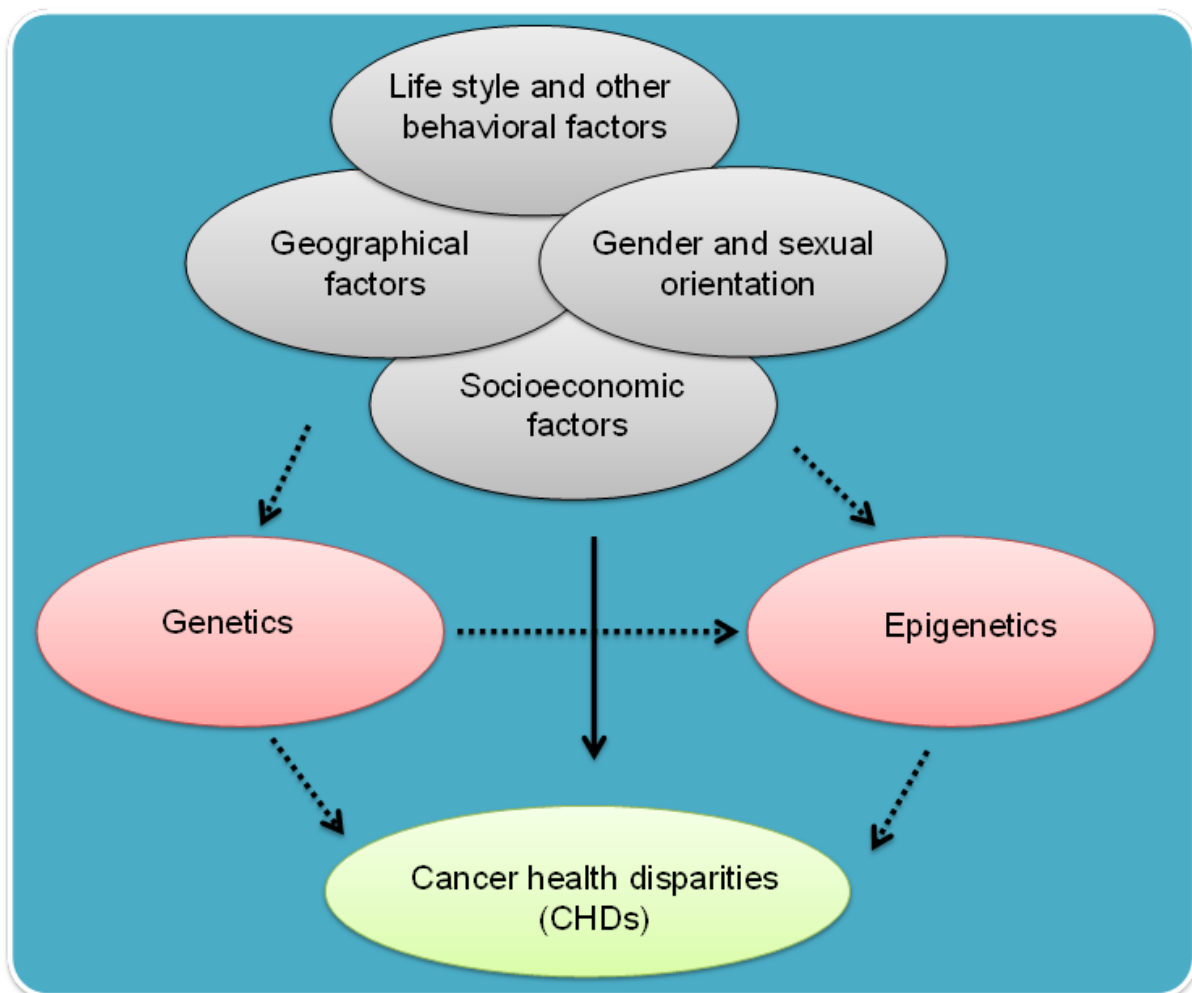 Life style and other
behavioral factors
Geographical
factors
Gender and sexual
orientation
Socioeconomic
factors
Genetics
Epigenetics
Cancer health disparities
(CHDs)